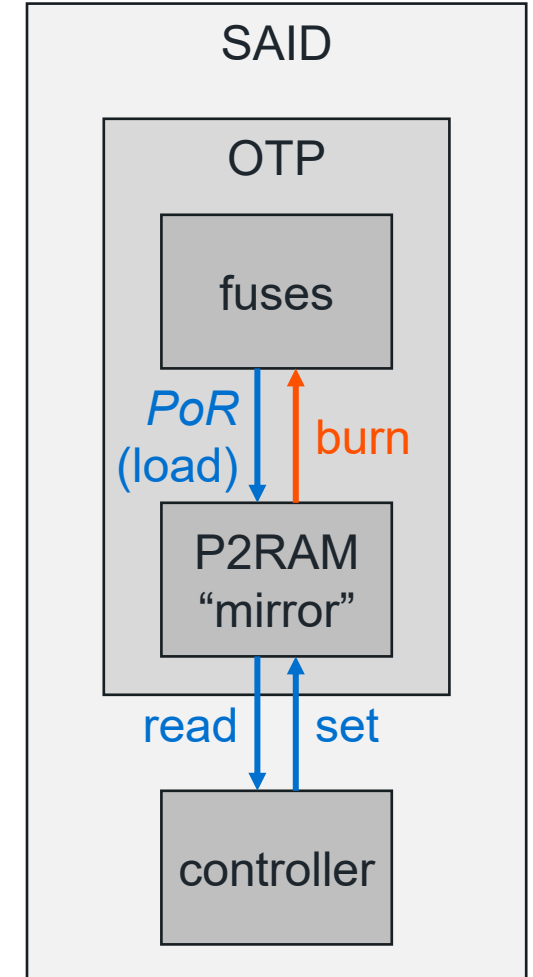 SAID
OTP
fuses
PoR
(load)
burn
P2RAM
“mirror”
read
set
controller